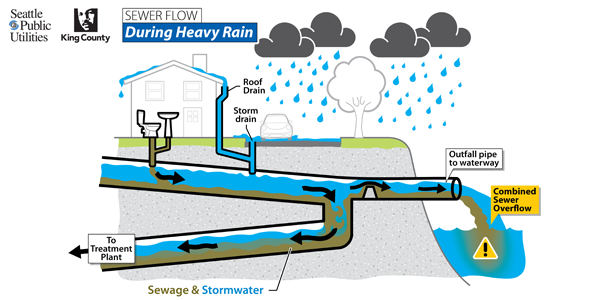 Seattle
Public
Utilities
King County
SEWER FLOW
During Heavy Rain
Roof
Drain
Storm
drain
Outfall pipe
to waterway
Combined
Sewer
Overflow
!
To
Treatment
Plant
Sewage & Stormwater